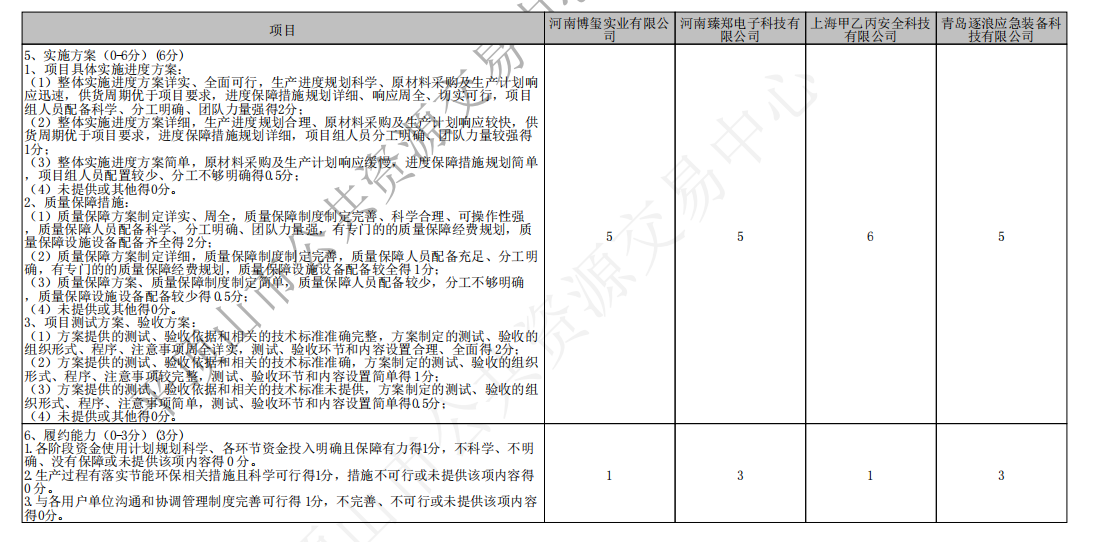 项目
河南博玺实业有限公
司
河南臻郑电子科技有
限公司
上海甲乙丙安全科技
有限公司
青岛逐浪应急装备科
技有限公司
5、实施方案（0-6分）(6分)
1、项目具体实施进度方案：
（1）整体实施进度方案详实、全面可行，生产进度规划科学、原材料采购及生产计划响
应迅速，供货周期优于项目要求，进度保障措施规划详细、响应周全、切实可行，项目
组人员配备科学、分工明确、团队力量强得2分；
（2）整体实施进度方案详细，生产进度规划合理、原材料采购及生产计划响应较快，供
货周期优于项目要求，进度保障措施规划详细，项目组人员分工明确、团队力量较强得
1分；
（3）整体实施进度方案简单，原材料采购及生产计划响应缓慢，进度保障措施规划简单
，项目组人员配置较少、分工不够明确得0.5分；
（4）未提供或其他得0分。
2、质量保障措施：
（1）质量保障方案制定详实、周全，质量保障制度制定完善、科学合理、可操作性强
，质量保障人员配备科学、分工明确、团队力量强，有专门的的质量保障经费规划，质
量保障设施设备配备齐全得 2分；
（2）质量保障方案制定详细，质量保障制度制定完善，质量保障人员配备充足、分工明
确，有专门的的质量保障经费规划，质量保障设施设备配备较全得 1分；
（3）质量保障方案、质量保障制度制定简单，质量保障人员配备较少，分工不够明确
，质量保障设施设备配备较少得 0.5分；
（4）未提供或其他得0分。
3、项目测试方案、验收方案：
（1）方案提供的测试、验收依据和相关的技术标准准确完整，方案制定的测试、验收的
组织形式、程序、注意事项周全详实，测试、验收环节和内容设置合理、全面得 2分；
（2）方案提供的测试、验收依据和相关的技术标准准确，方案制定的测试、验收的组织
形式、程序、注意事项较完整，测试、验收环节和内容设置简单得 1分；
（3）方案提供的测试、验收依据和相关的技术标准未提供，方案制定的测试、验收的组
织形式、程序、注意事项简单，测试、验收环节和内容设置简单得0.5分；
（4）未提供或其他得0分。
5
5
6
5
6、履约能力（0-3分）(3分)
1.各阶段资金使用计划规划科学、各环节资金投入明确且保障有力得1分，不科学、不明
确、没有保障或未提供该项内容得 0 分。
2.生产过程有落实节能环保相关措施且科学可行得1分，措施不可行或未提供该项内容得
0 分。
3.与各用户单位沟通和协调管理制度完善可行得 1分，不完善、不可行或未提供该项内容
得0分。
1
3
1
3
山市公共资源交易中
山市公共资源交易中心